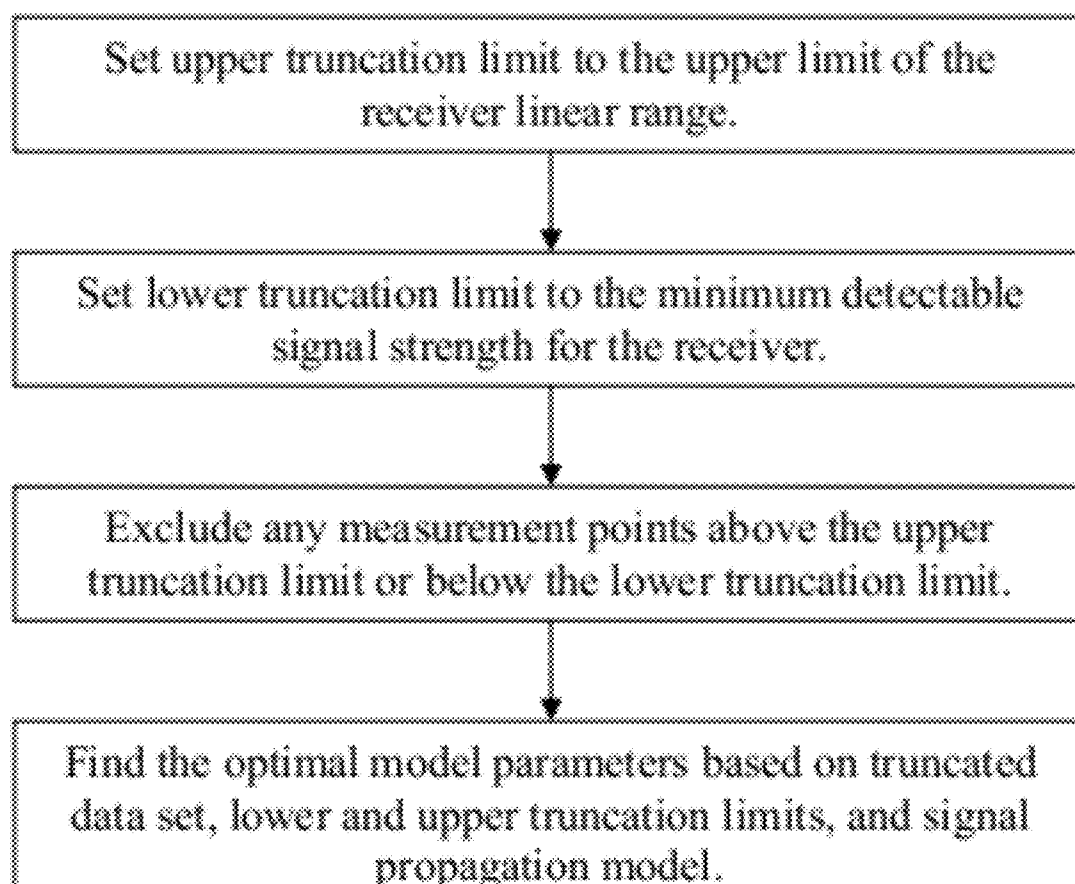 Set upper truncation limit to the upper limit of the
receiver linear range.
Set lower truncation limit to the minimum detectable
signal strength for the receiver.
Exclude any measurement points above the upper
truncation limit or below the lower truncation limit.
Find the optimal model parameters based on truncated
data set, lower and upper truncation limits, and signal
propagation model.